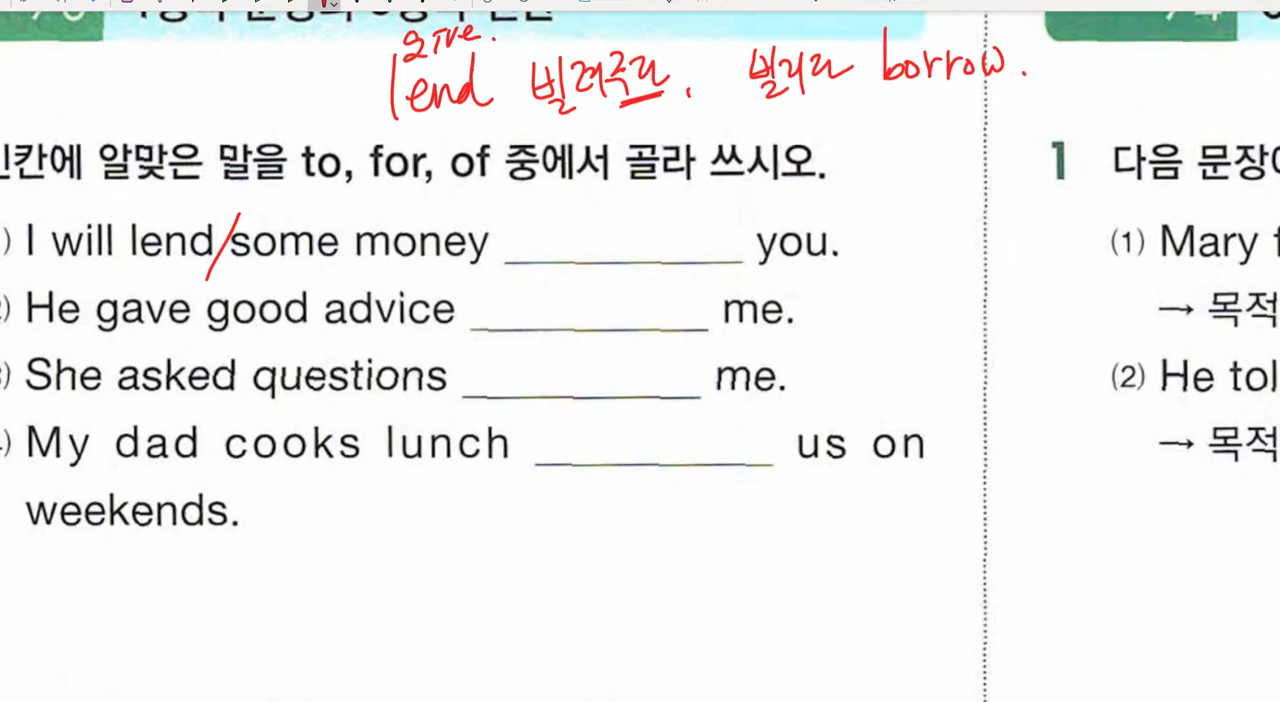 give.
lend 빌려주다, 빌리다 borrow.
빈칸에 알맞은 말을 to, for, of 중에서 골라 쓰시오.
) I will lend/some money ________ you.
) He gave good advice ________ me.
) She asked questions ________ me.
) My dad cooks lunch ________ us on
weekends.
1 다음 문장
(1) Mary
→ 목적
(2) He tol
→ 목적